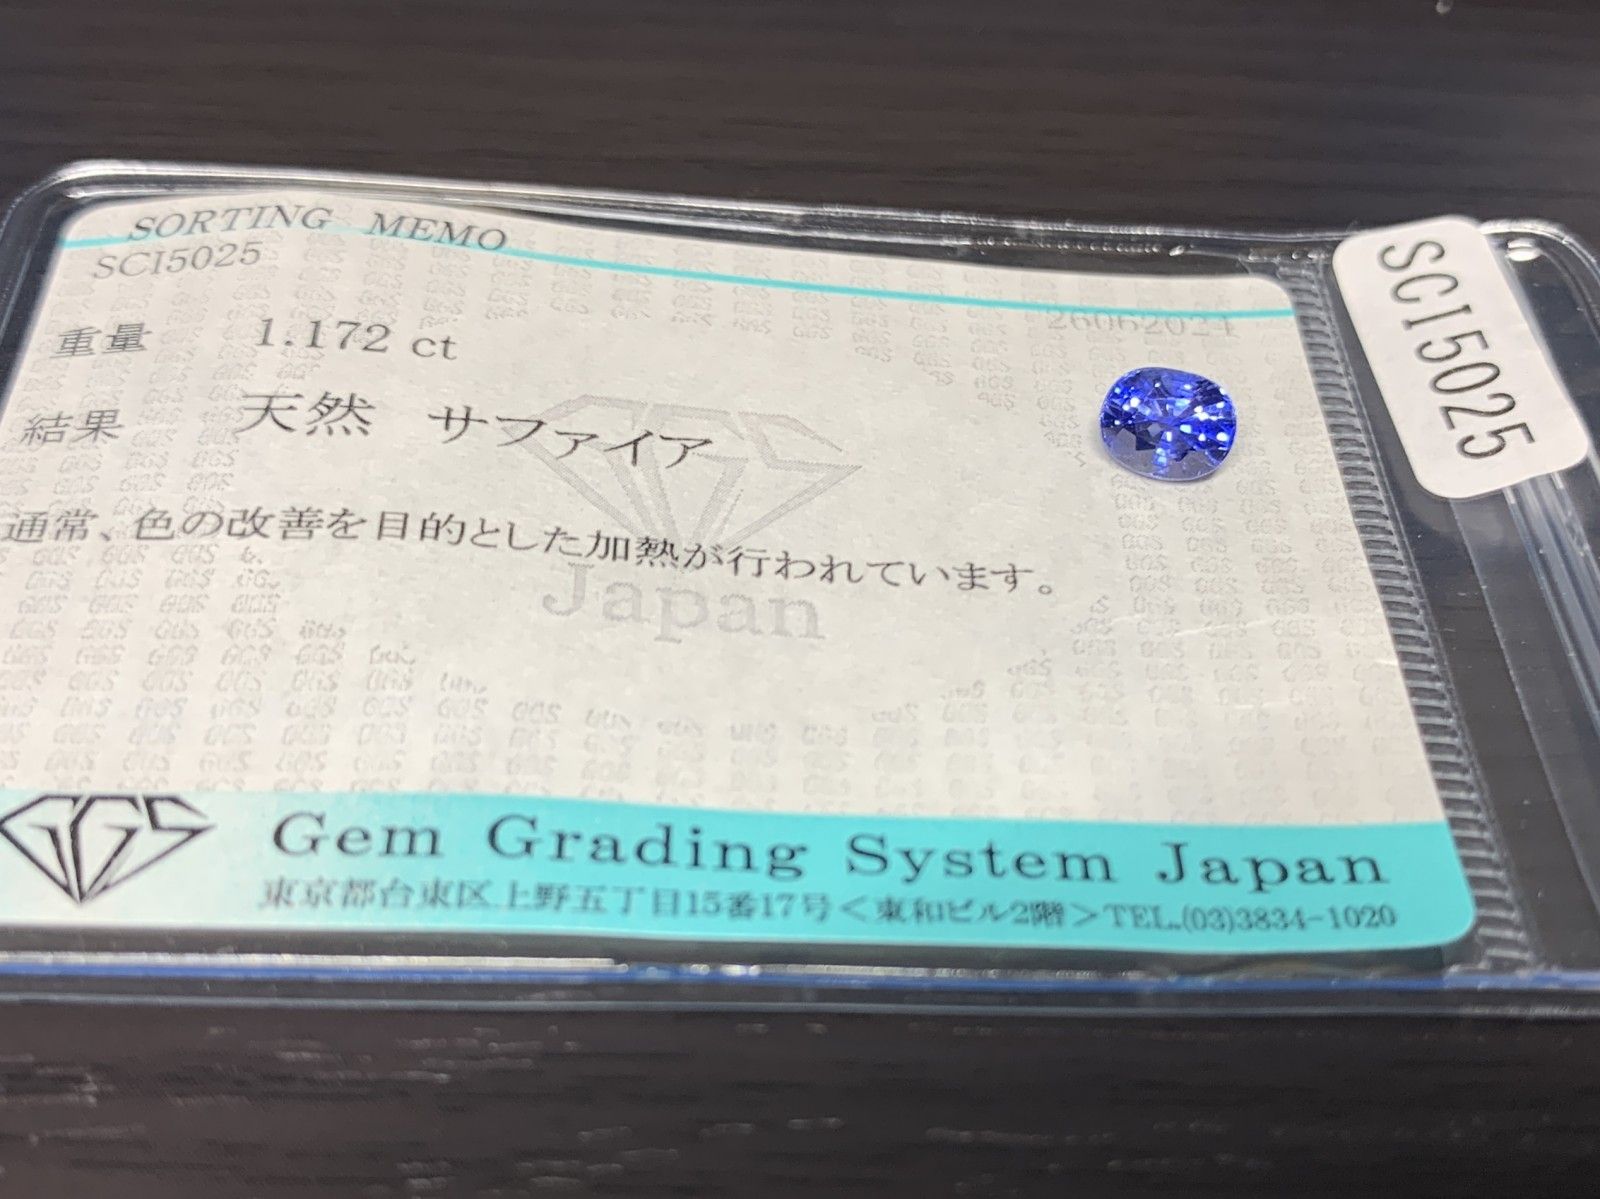 SORTING MEMO
SCI5025
26062024
重量 1.172 ct
結果 天然 サファイア
通常、色の改善を目的とした加熱が行われています。
GGS
Japan
GGS
Gem Grading System Japan
東京都台東区上野五丁目15番17号＜東和ビル2階＞TEL.(03)3834-1020
SCI5025